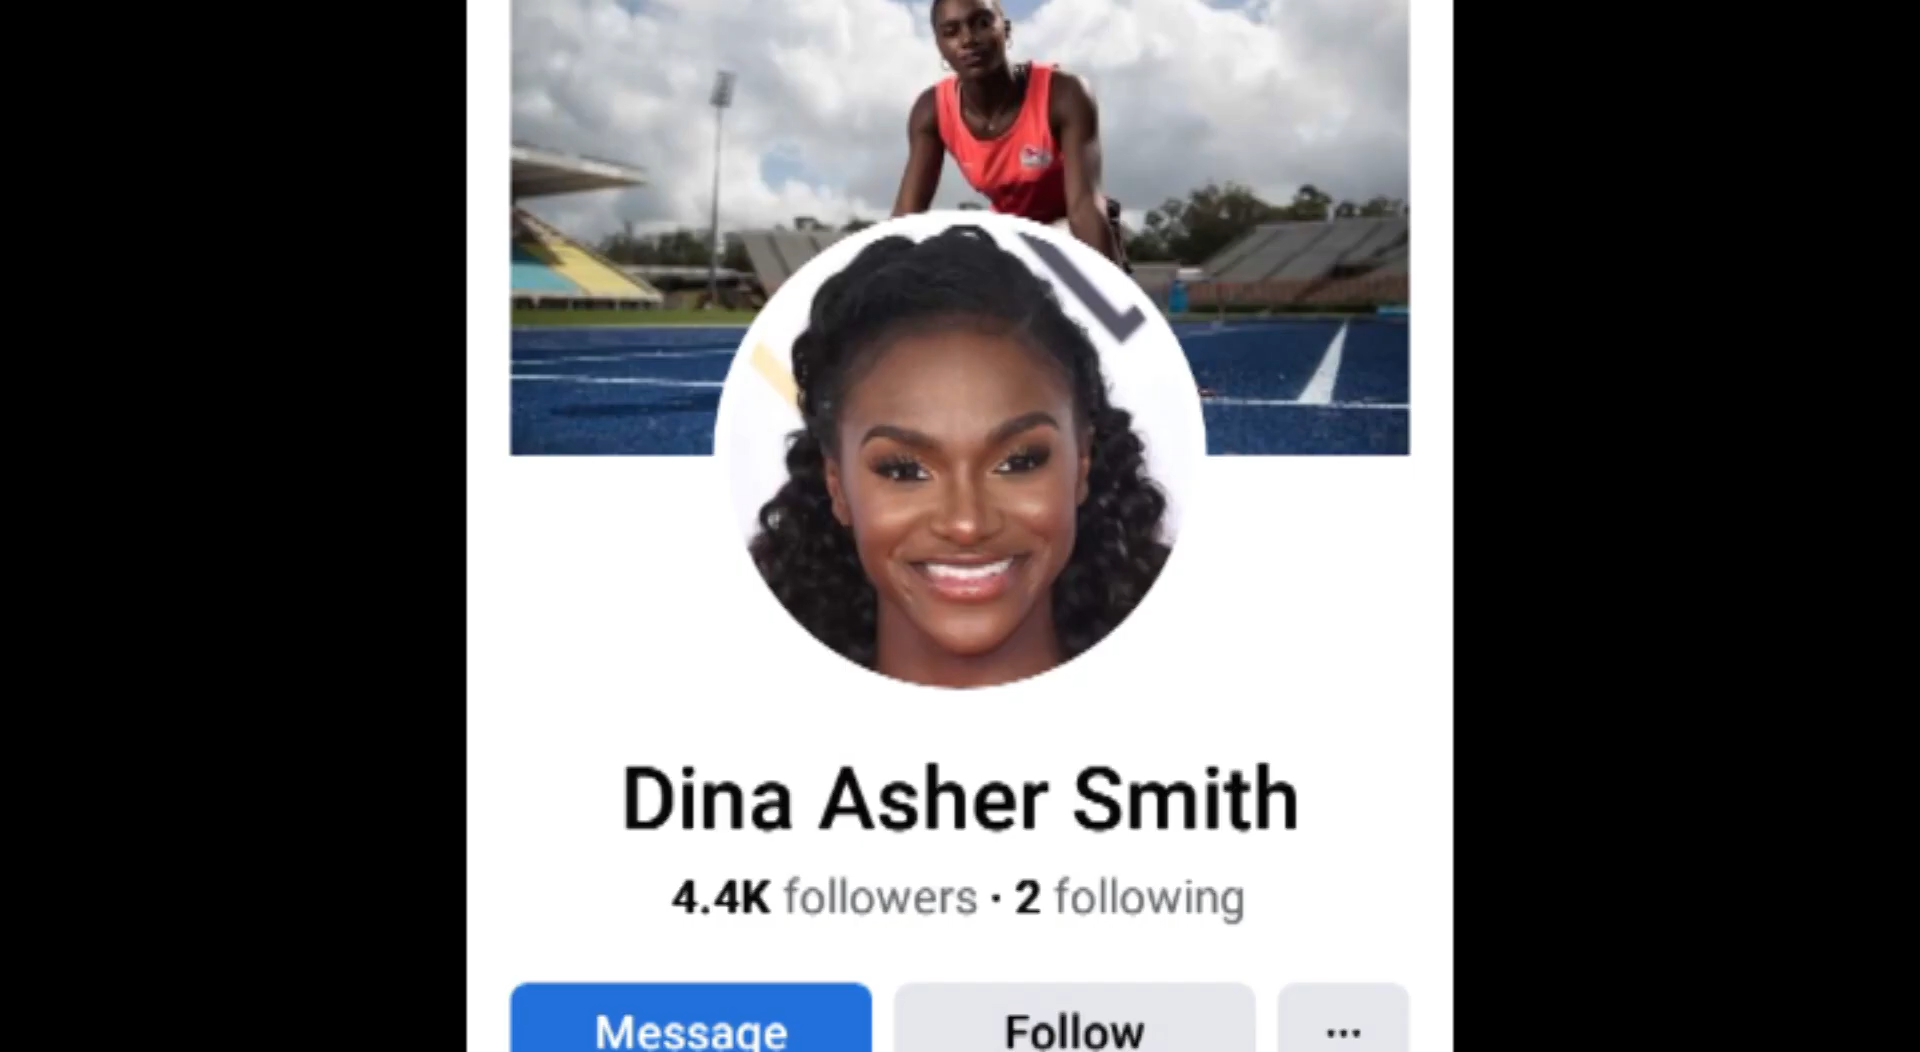 Dina Asher Smith
4.4K followers · 2 following
Message
Follow
...